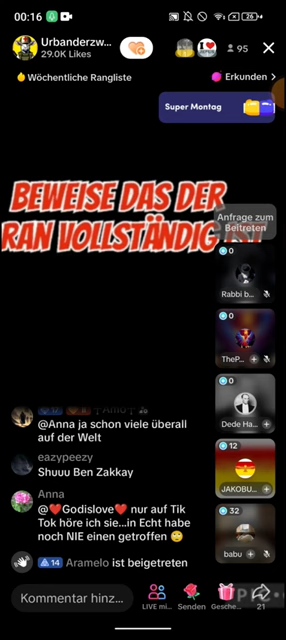 00:16
26
Urbanderzw...
29.0K Likes
95
Wöchentliche Rangliste
Erkunden >
Super Montag
BEWEISE DAS DER
RAN VOLLSTÄNDIG IST
Anfrage zum
Beitreten
0
Rabbi b...
0
TheP...
0
Dede Ha...
12
JAKOBU...
32
babu
@Anna ja schon viele überall
auf der Welt
eazypeezy
Shuuu Ben Zakkay
Anna
@❤️Godislove❤️ nur auf Tik
Tok höre ich sie...in Echt habe
noch NIE einen getroffen 🙄
14 Aramelo ist beigetreten
Kommentar hinz...
LIVE mi...
Senden
Gesche...
21